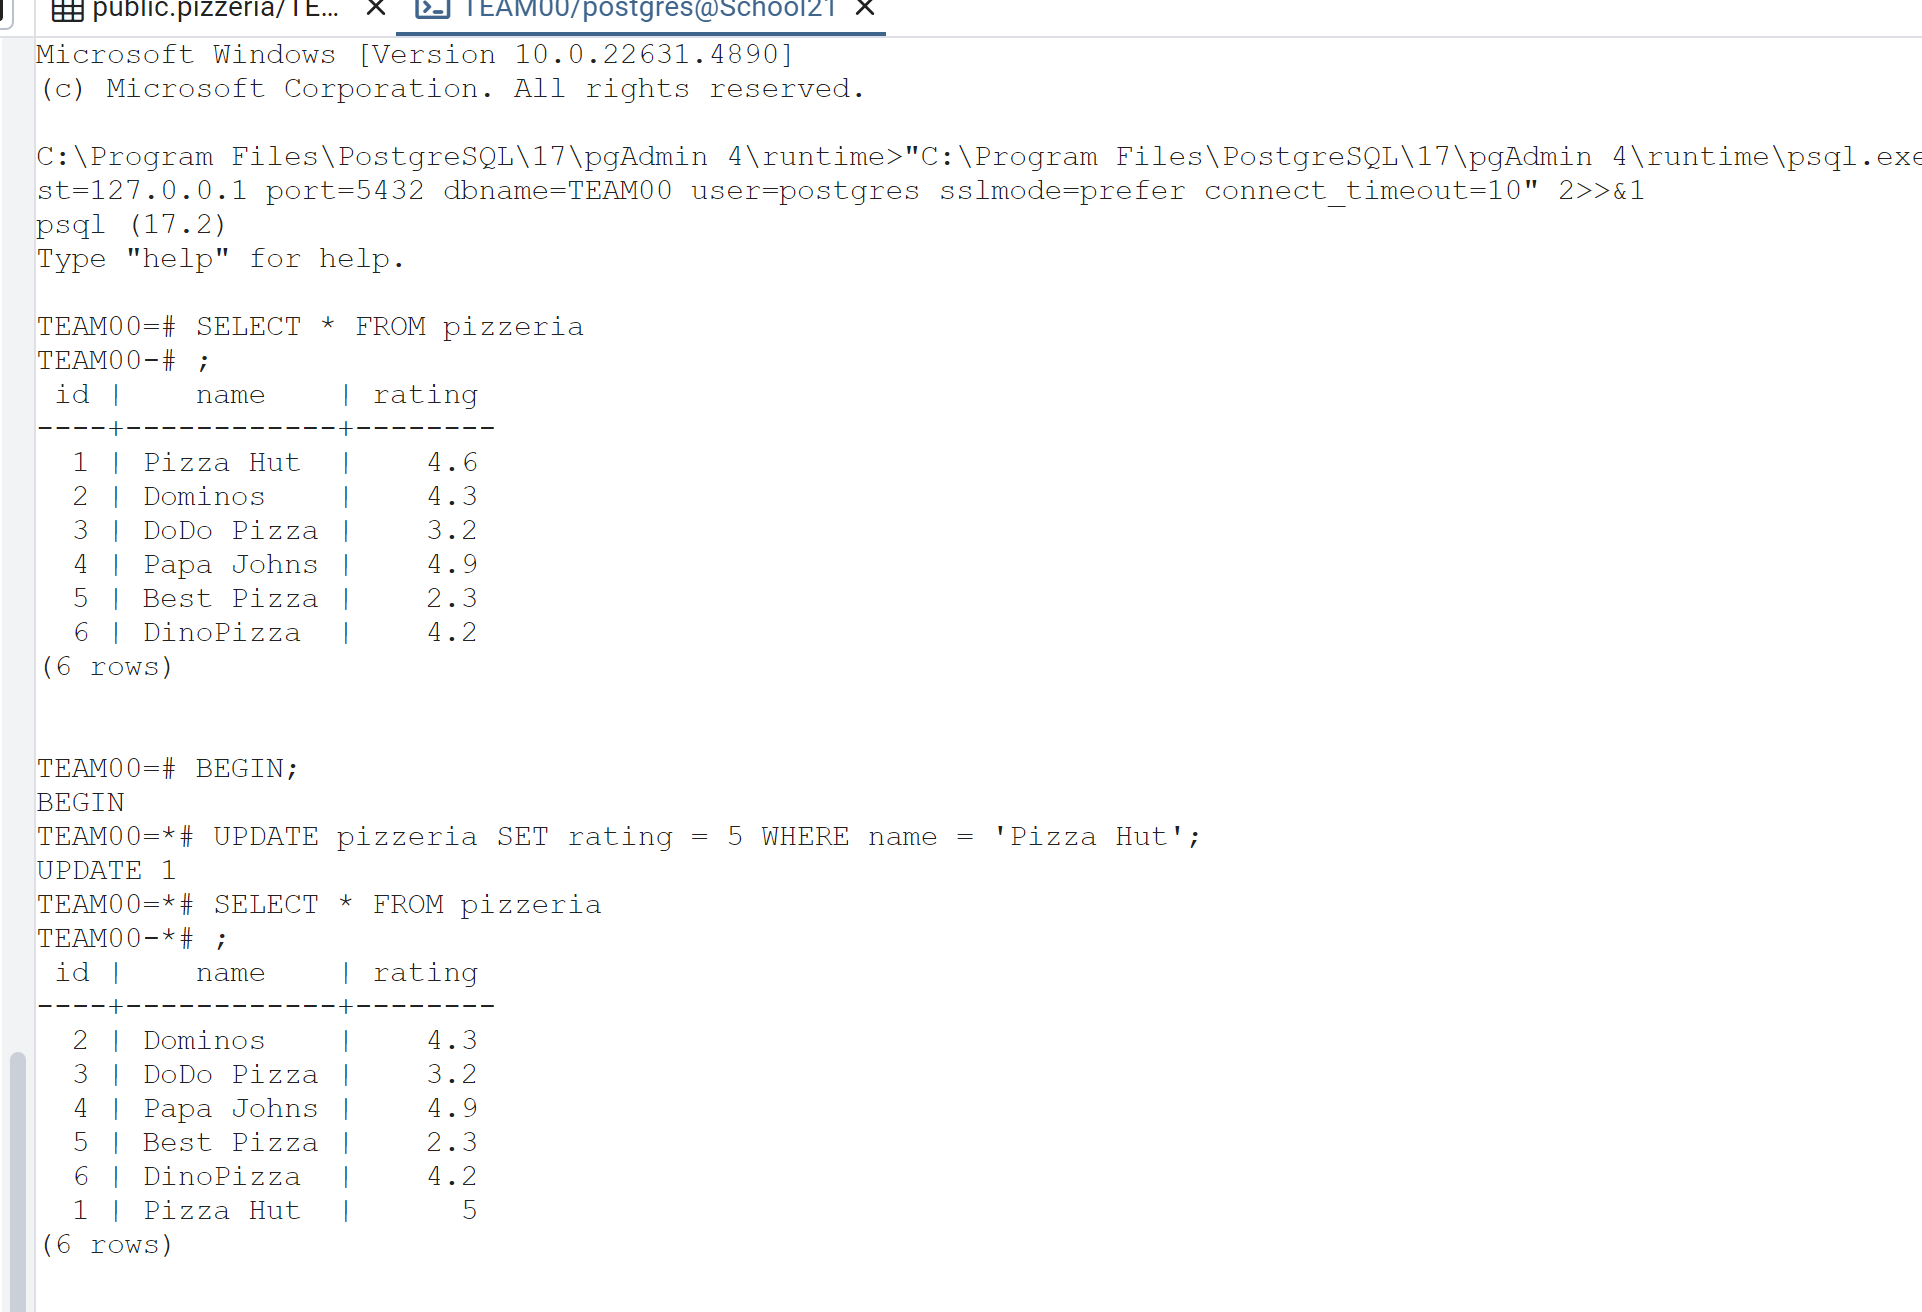 public.pizzeria/TE... × TEAM00/postgres@School21 ×
Microsoft Windows [Version 10.0.22631.4890]
(c) Microsoft Corporation. All rights reserved.
C:\Program Files\PostgreSQL\17\pgAdmin 4\runtime>"C:\Program Files\PostgreSQL\17\pgAdmin 4\runtime\psql.exe
st=127.0.0.1 port=5432 dbname=TEAM00 user=postgres sslmode=prefer connect_timeout=10" 2>>&1
psql (17.2)
Type "help" for help.
TEAM00=# SELECT * FROM pizzeria
TEAM00-# ;
 id |    name    | rating
----+------------+--------
  1 | Pizza Hut  |    4.6
  2 | Dominos    |    4.3
  3 | DoDo Pizza |    3.2
  4 | Papa Johns |    4.9
  5 | Best Pizza |    2.3
  6 | DinoPizza  |    4.2
(6 rows)
TEAM00=# BEGIN;
BEGIN
TEAM00=*# UPDATE pizzeria SET rating = 5 WHERE name = 'Pizza Hut';
UPDATE 1
TEAM00=*# SELECT * FROM pizzeria
TEAM00-*# ;
 id |    name    | rating
----+------------+--------
  2 | Dominos    |    4.3
  3 | DoDo Pizza |    3.2
  4 | Papa Johns |    4.9
  5 | Best Pizza |    2.3
  6 | DinoPizza  |    4.2
  1 | Pizza Hut  |      5
(6 rows)